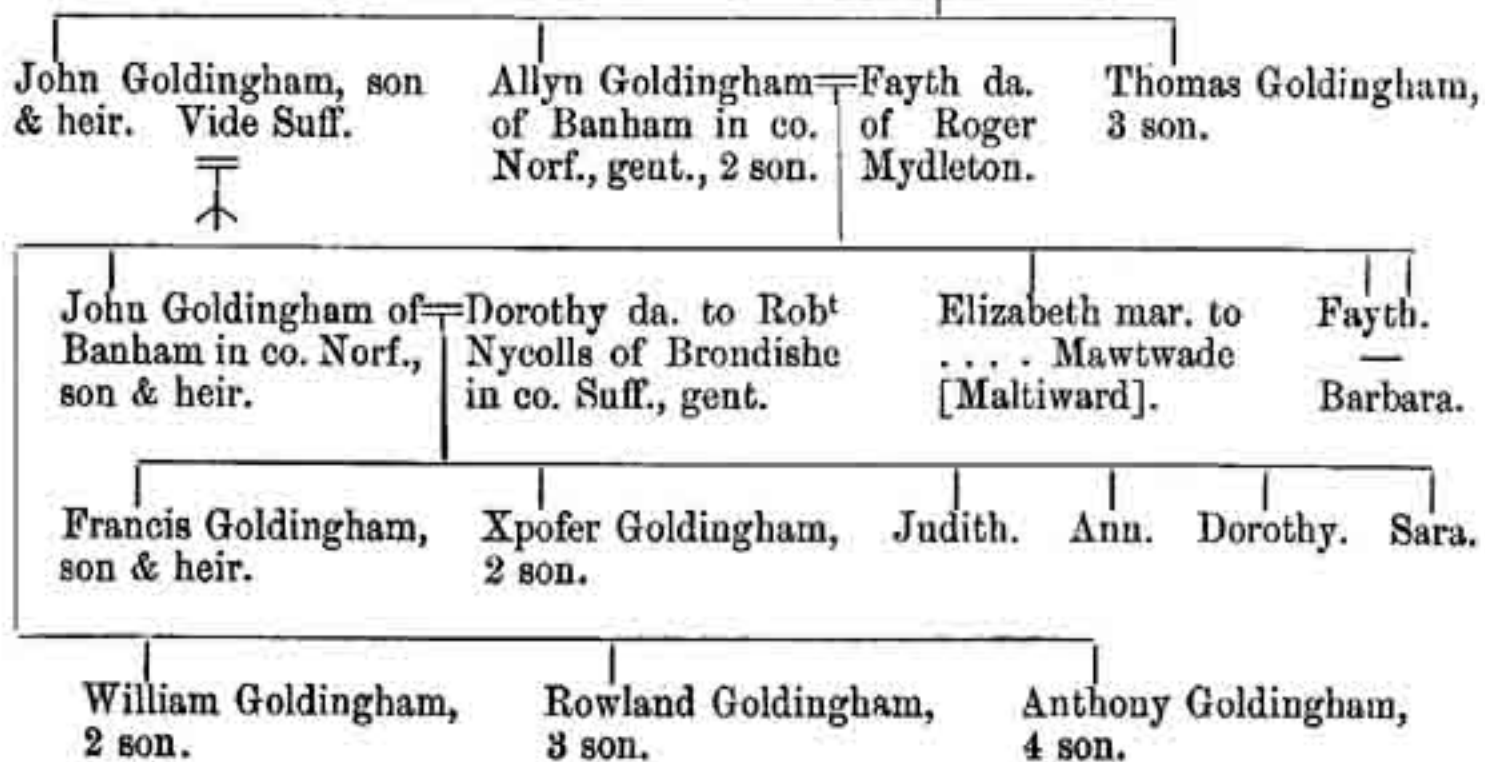 John Goldingham, son
& heir. Vide Suff.
Allyn Goldingham
of Banham in co.
Norf., gent., 2 son.
Fayth da.
of Roger
Mydleton.
Thomas Goldingham,
3 son.
John Goldingham of
Banham in co. Norf.,
son & heir.
Dorothy da. to Robᵗ
Nycolls of Brondishe
in co. Suff., gent.
Elizabeth mar. to
.... Mawtwade
[Maltiward].
Fayth.
—
Barbara.
Francis Goldingham,
son & heir.
Xpofer Goldingham,
2 son.
Judith.
Ann.
Dorothy.
Sara.
William Goldingham,
2 son.
Rowland Goldingham,
3 son.
Anthony Goldingham,
4 son.